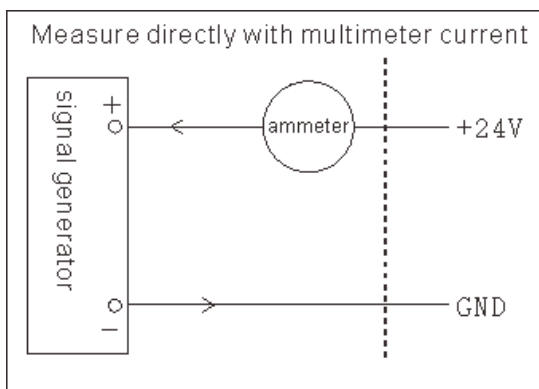 Measure directly with multimeter current
signal generator
+
ammeter
+24V
GND
−